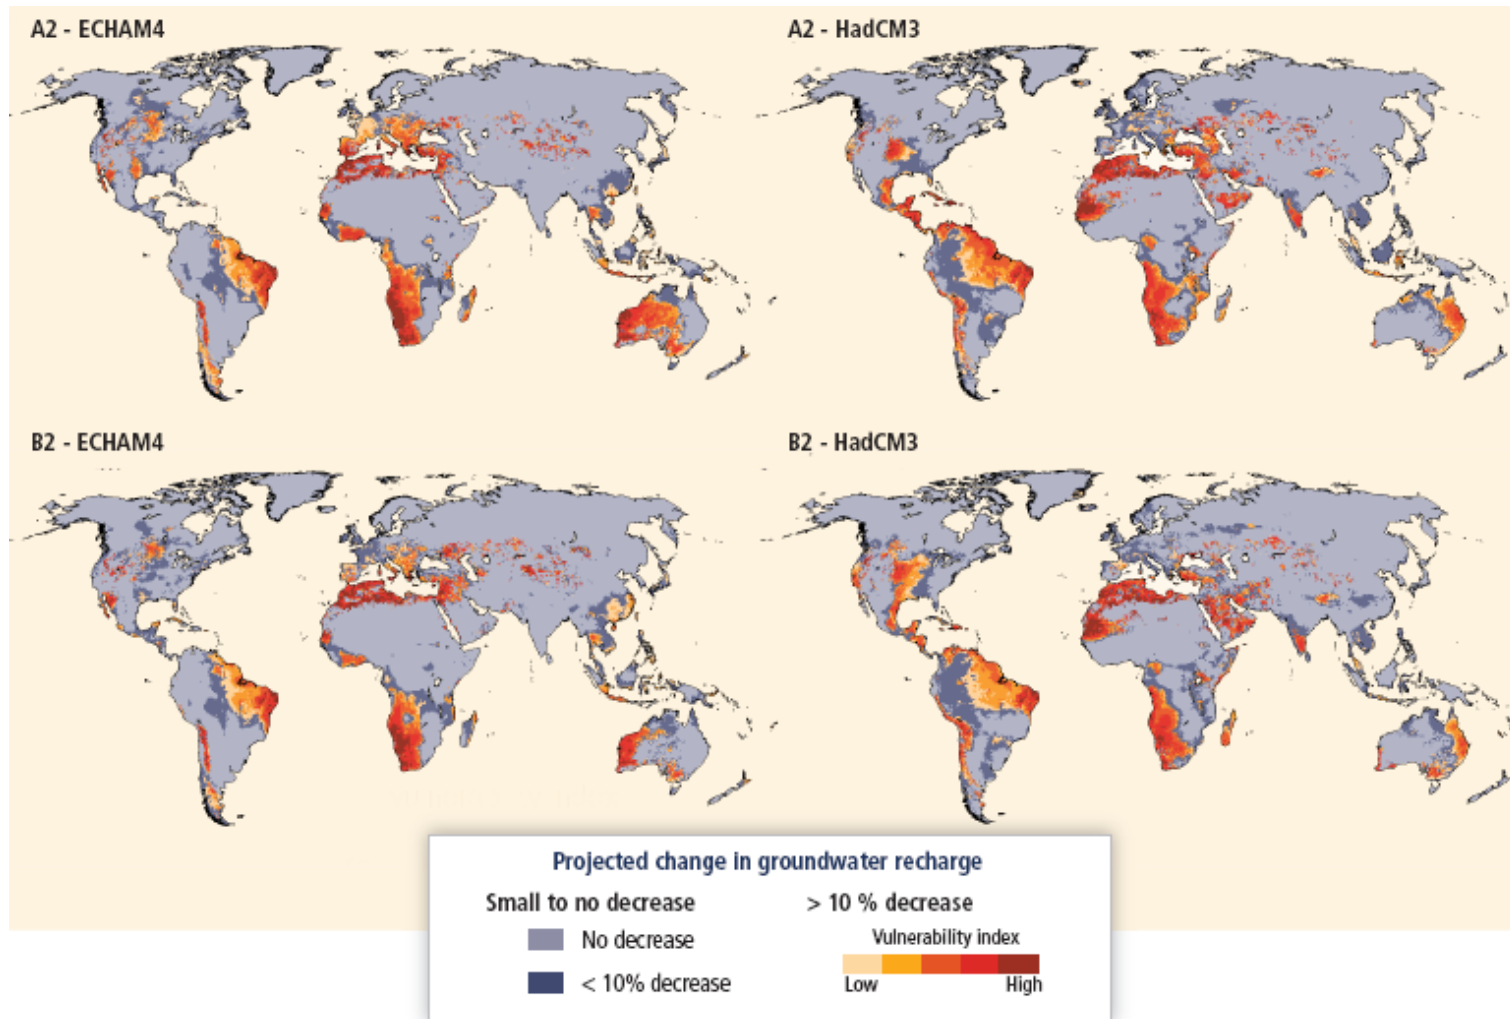 A2 - ECHAM4
A2 - HadCM3
B2 - ECHAM4
B2 - HadCM3
Projected change in groundwater recharge
Small to no decrease
> 10 % decrease
No decrease
Vulnerability index
< 10% decrease
Low
High